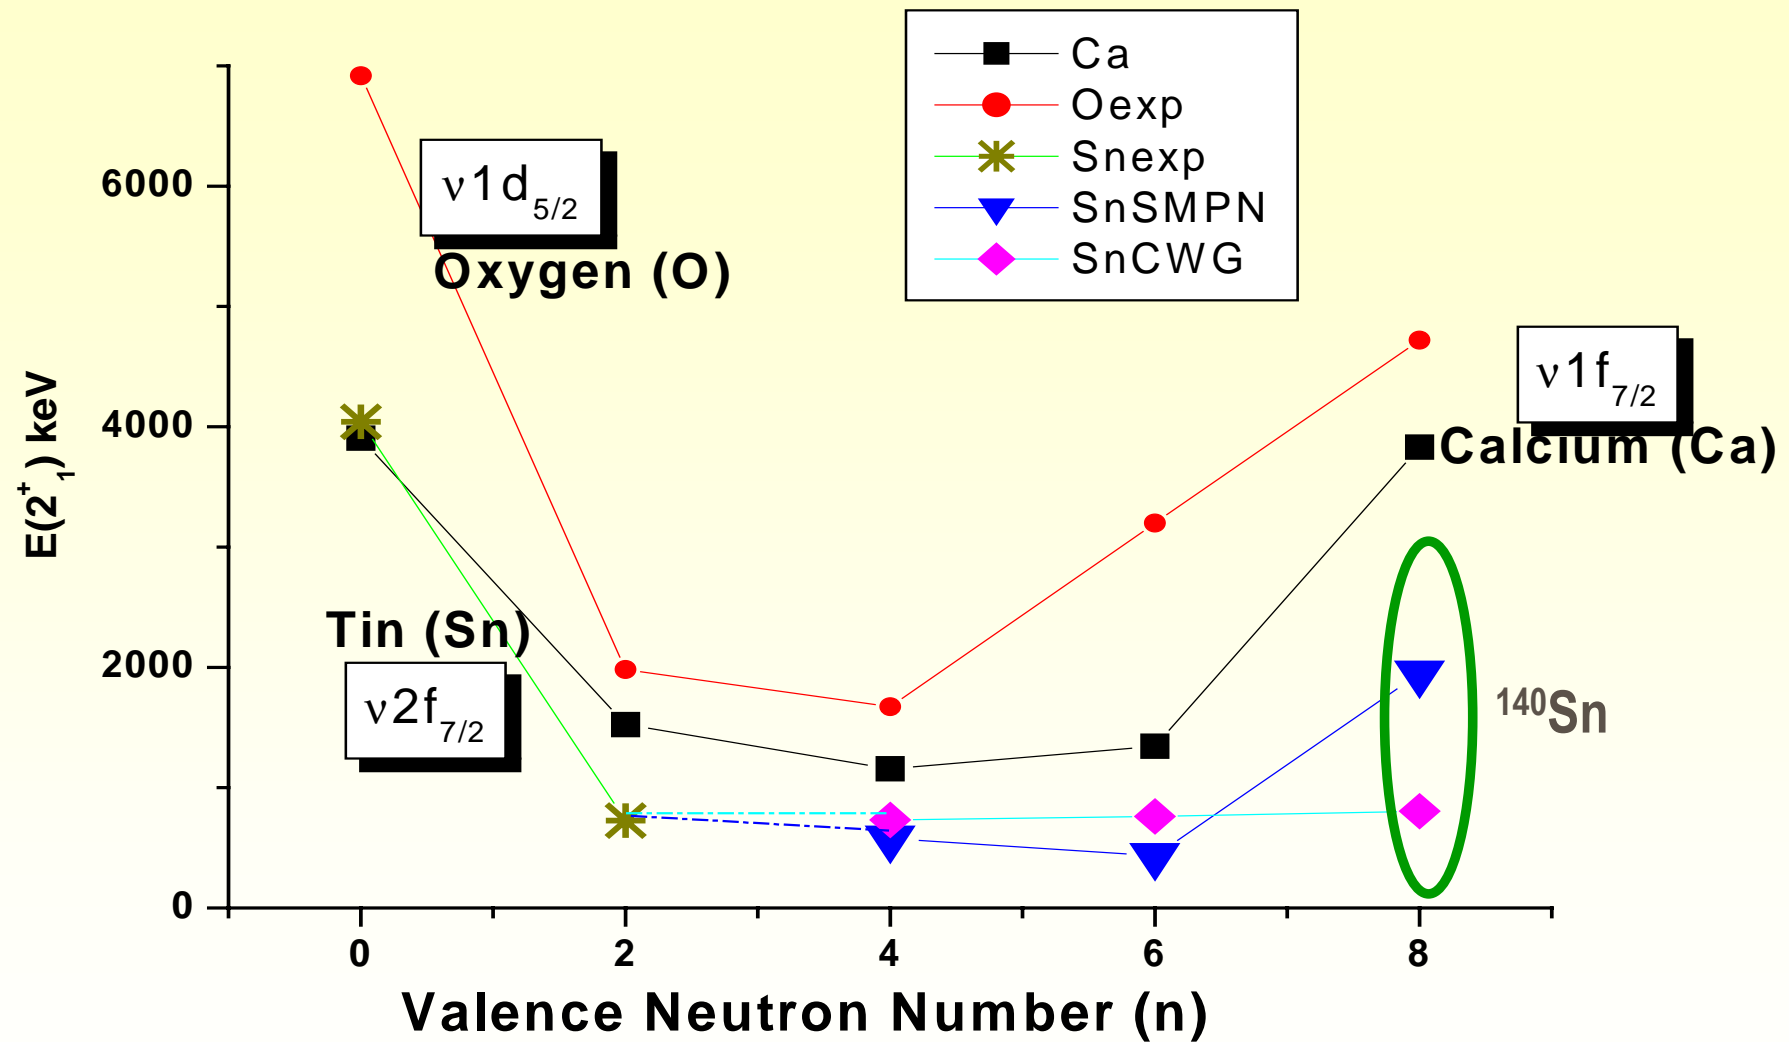 Ca
Oexp
Snexp
SnSMPN
SnCWG
ν1d5/2
Oxygen (O)
ν1f7/2
Calcium (Ca)
Tin (Sn)
ν2f7/2
140Sn
E(2+1) keV
6000
4000
2000
0
0 2 4 6 8
Valence Neutron Number (n)